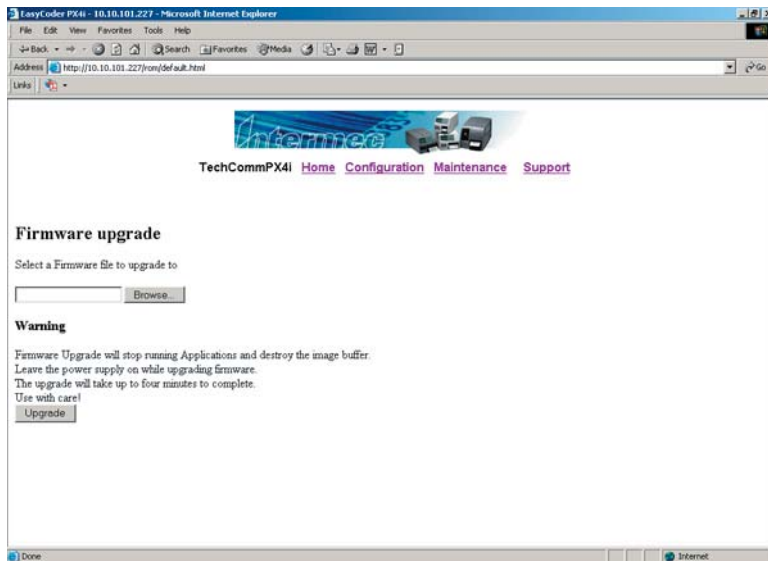 EasyCoder PX4i - 10.10.101.227 - Microsoft Internet Explorer
File Edit View Favorites Tools Help
Back Search Favorites Media
Address http://10.10.101.227/rom/default.html Go
Links
Intermec
TechCommPX4i Home Configuration Maintenance Support
Firmware upgrade
Select a Firmware file to upgrade to
Browse...
Warning
Firmware Upgrade will stop running Applications and destroy the image buffer.
Leave the power supply on while upgrading firmware.
The upgrade will take up to four minutes to complete.
Use with care!
Upgrade
Done Internet